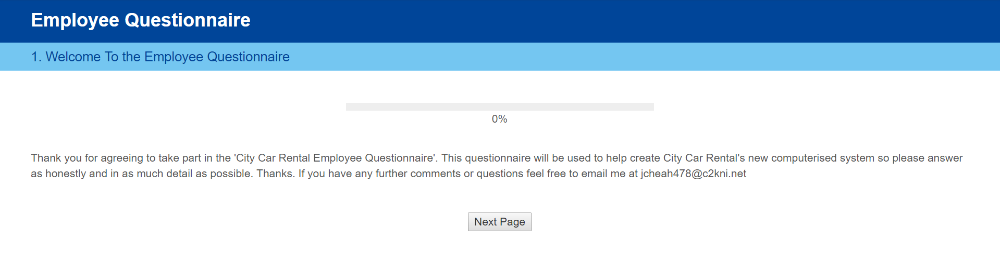 Employee Questionnaire
1. Welcome To the Employee Questionnaire
0%
Thank you for agreeing to take part in the 'City Car Rental Employee Questionnaire'. This questionnaire will be used to help create City Car Rental's new computerised system so please answer
as honestly and in as much detail as possible. Thanks. If you have any further comments or questions feel free to email me at jcheah478@c2kni.net
Next Page